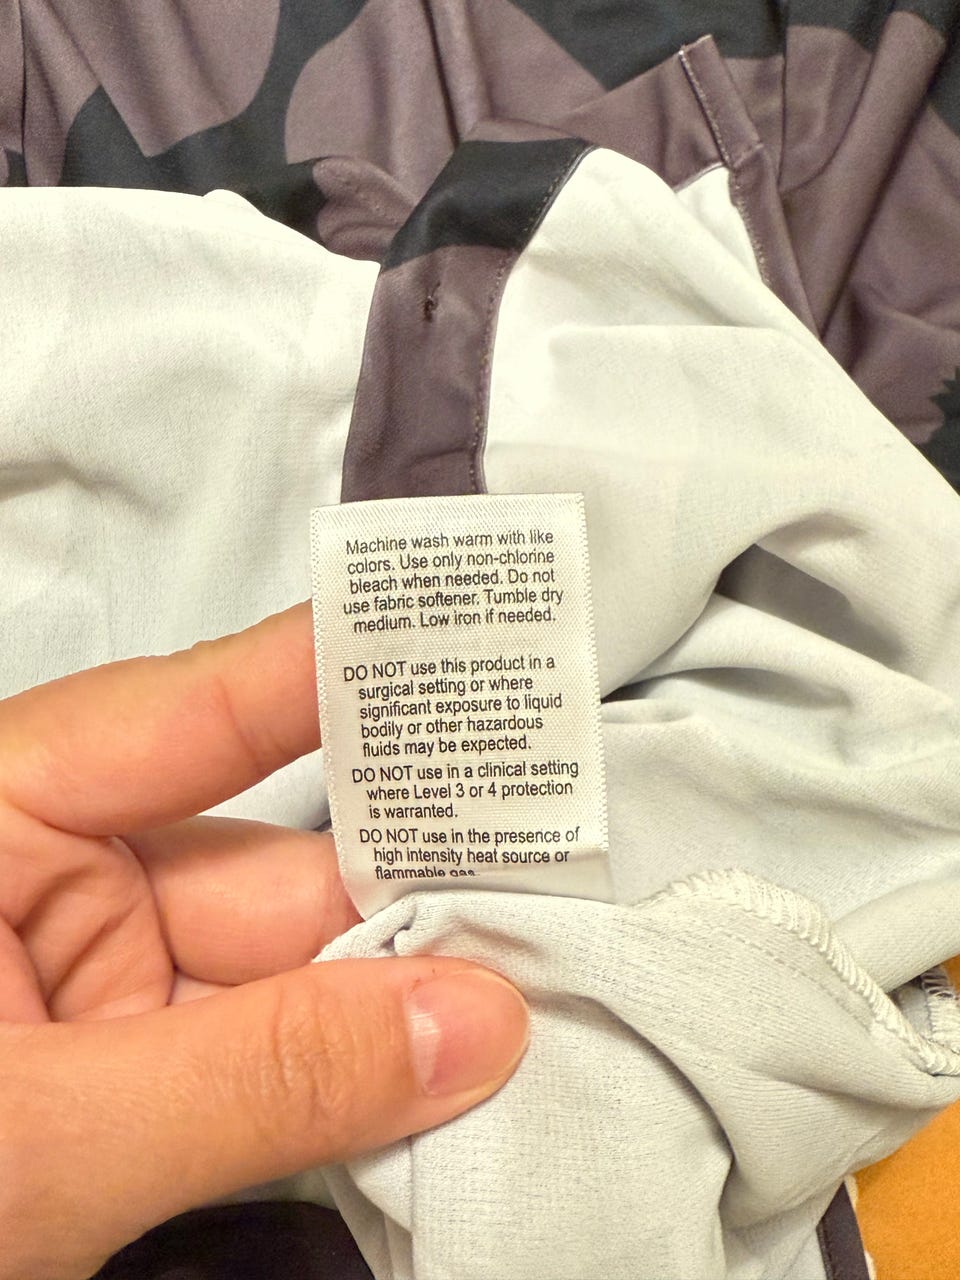 Machine wash warm with like
colors. Use only non-chlorine
bleach when needed. Do not
use fabric softener. Tumble dry
medium. Low iron if needed.
DO NOT use this product in a
surgical setting or where
significant exposure to liquid
bodily or other hazardous
fluids may be expected.
DO NOT use in a clinical setting
where Level 3 or 4 protection
is warranted.
DO NOT use in the presence of
high intensity heat source or
flammable gas.